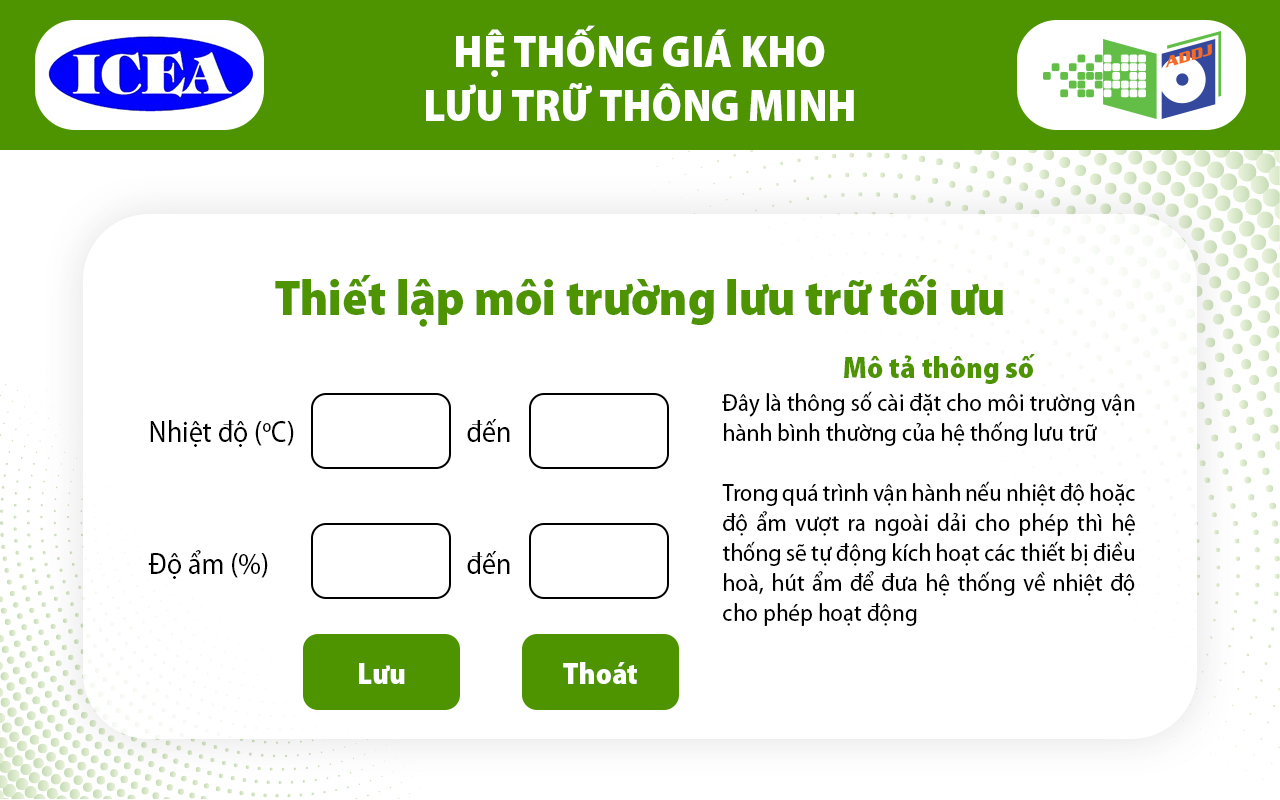 ICEA
HỆ THỐNG GIÁ KHO
LƯU TRỮ THÔNG MINH
ADDJ
Thiết lập môi trường lưu trữ tối ưu
Nhiệt độ (ºC)
đến
Độ ẩm (%)
đến
Lưu
Thoát
Mô tả thông số
Đây là thông số cài đặt cho môi trường vận
hành bình thường của hệ thống lưu trữ
Trong quá trình vận hành nếu nhiệt độ hoặc
độ ẩm vượt ra ngoài dải cho phép thì hệ
thống sẽ tự động kích hoạt các thiết bị điều
hoà, hút ẩm để đưa hệ thống về nhiệt độ
cho phép hoạt động